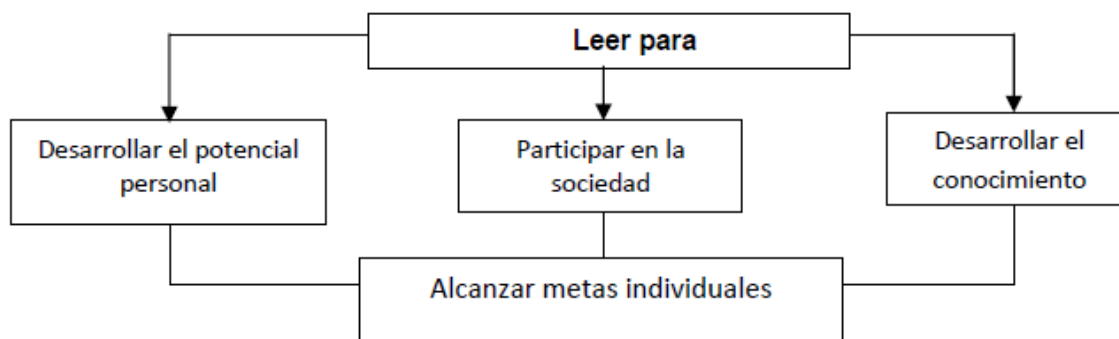 Leer para
Desarrollar el potencial
personal
Participar en la
sociedad
Desarrollar el
conocimiento
Alcanzar metas individuales